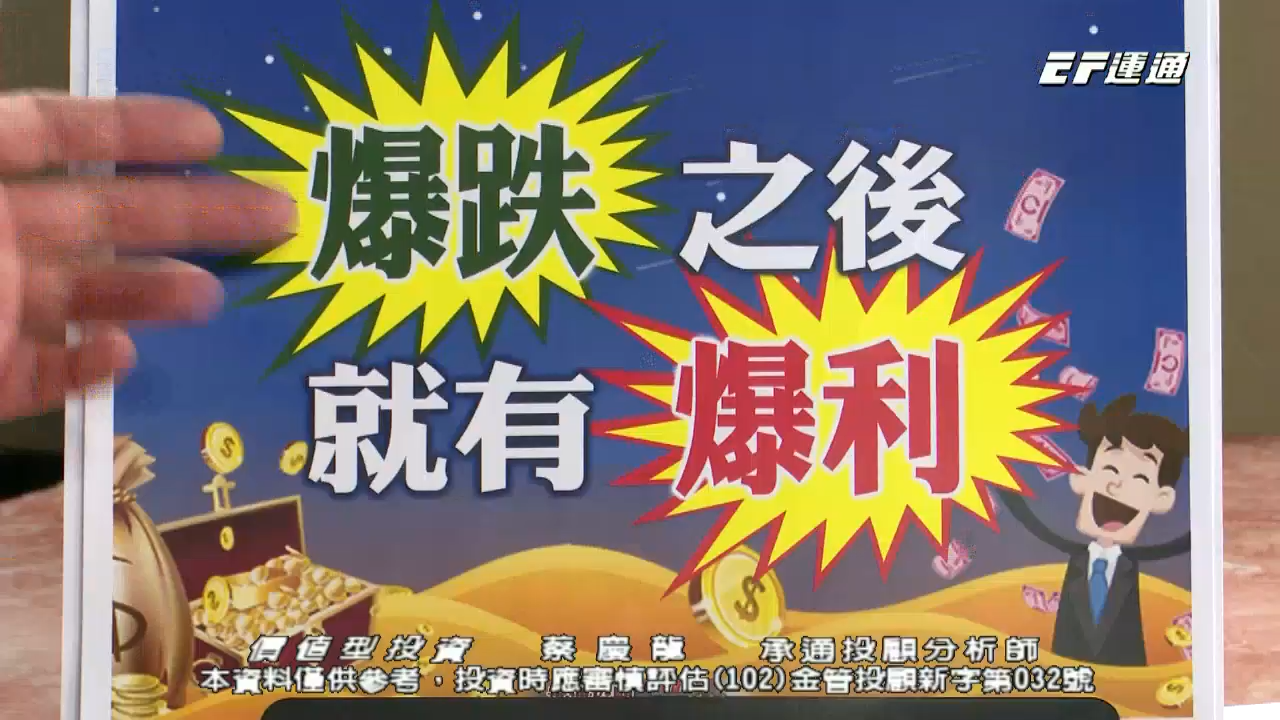 EF運通
爆跌之後
就有爆利
價值型投資 蔡慶龍 承通投顧分析師
本資料僅供參考，投資時應審慎評估(102)金管投顧新字第032號